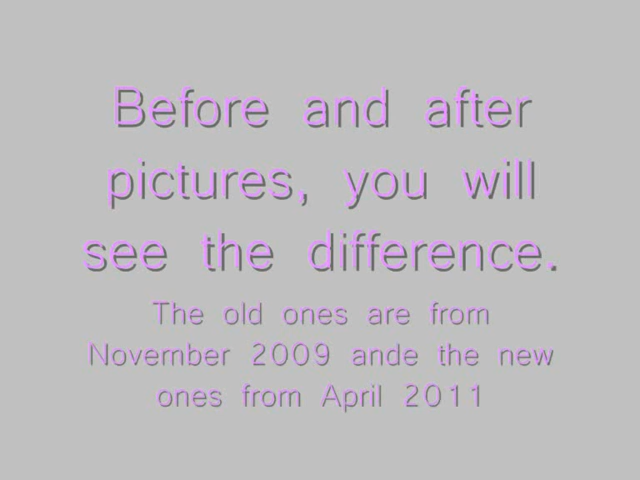 Before and after
pictures, you will
see the difference.
The old ones are from
November 2009 ande the new
ones from April 2011